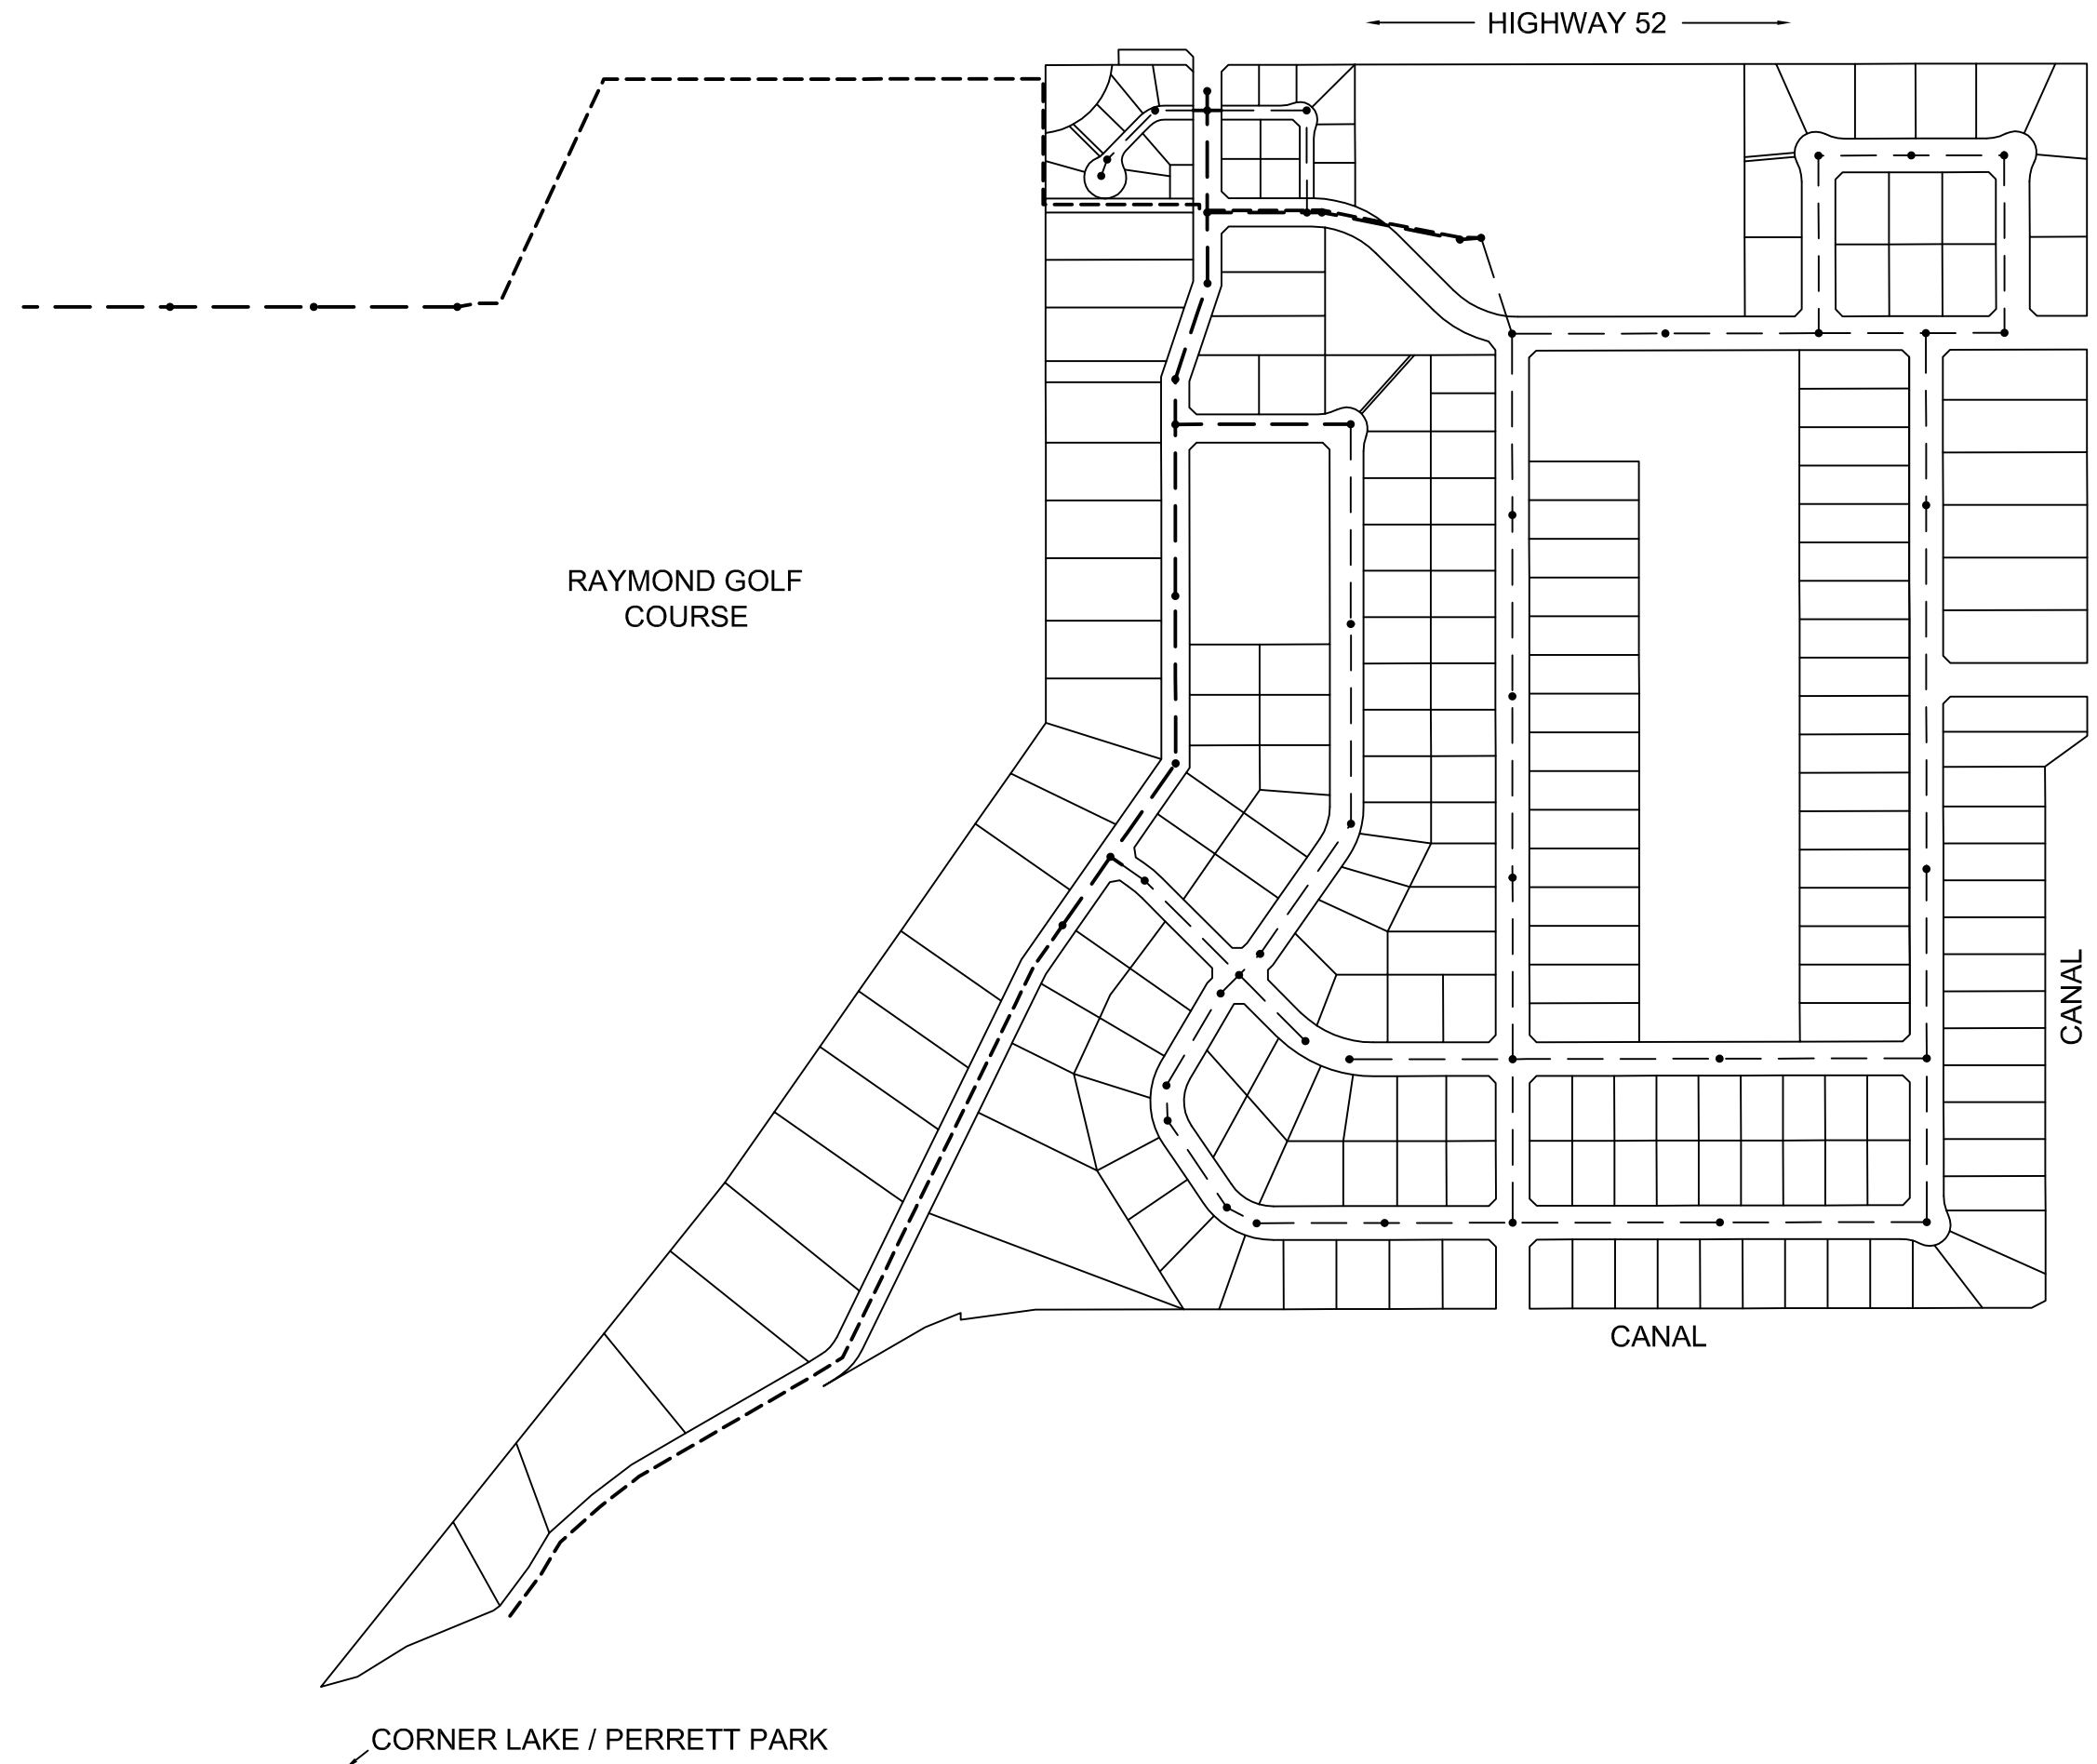 HIGHWAY 52
RAYMOND GOLF
COURSE
CANAL
CANAL
CORNER LAKE / PERRETT PARK